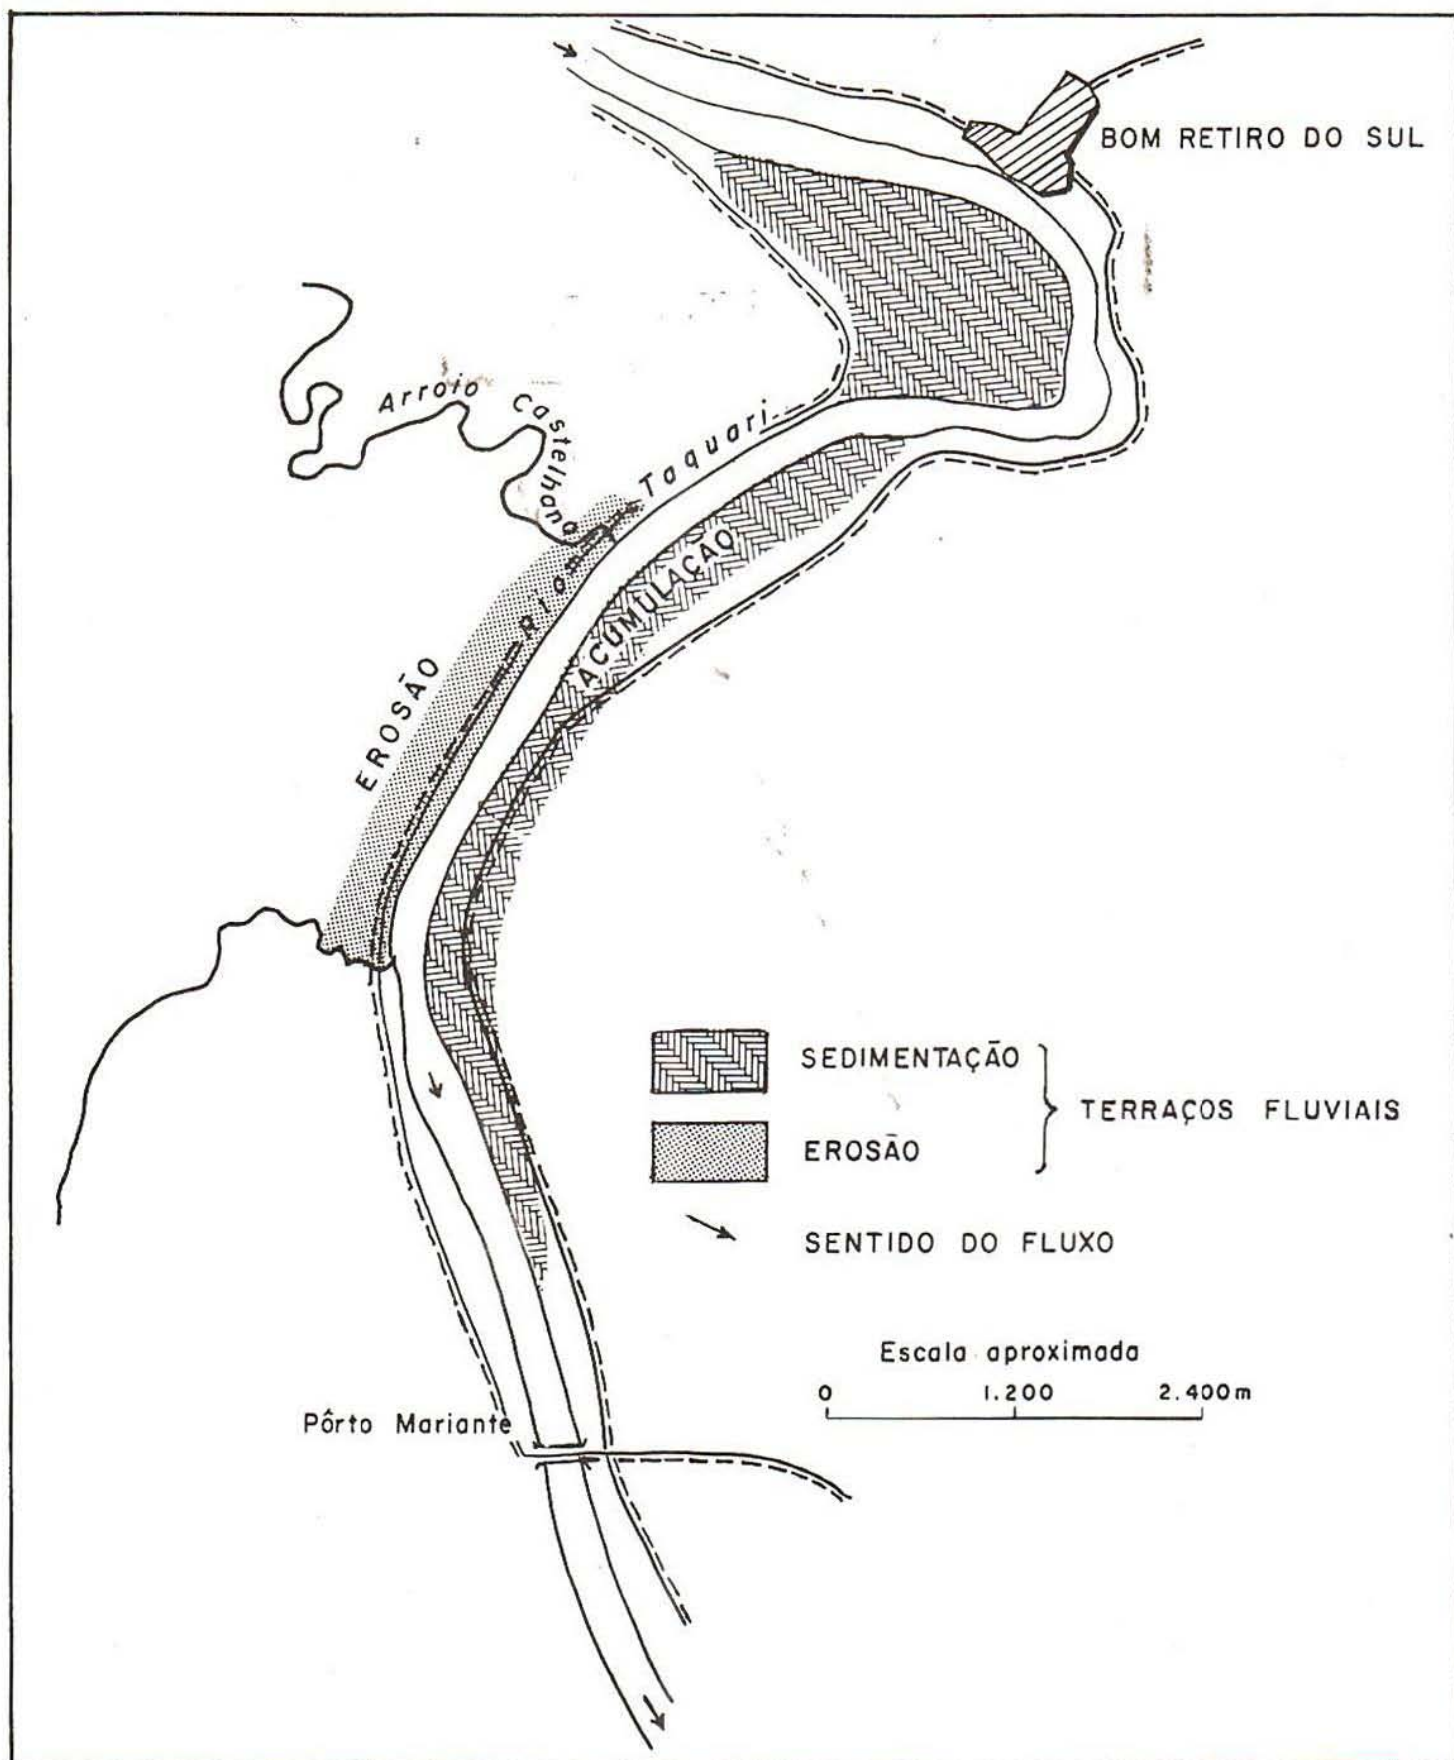 BOM RETIRO DO SUL
Arroio Castelhano
Rio Taquari
ACUMULAÇÃO
EROSÃO
SEDIMENTAÇÃO
EROSÃO
TERRAÇOS FLUVIAIS
SENTIDO DO FLUXO
Escala aproximada
0 1.200 2.400m
Pôrto Mariante